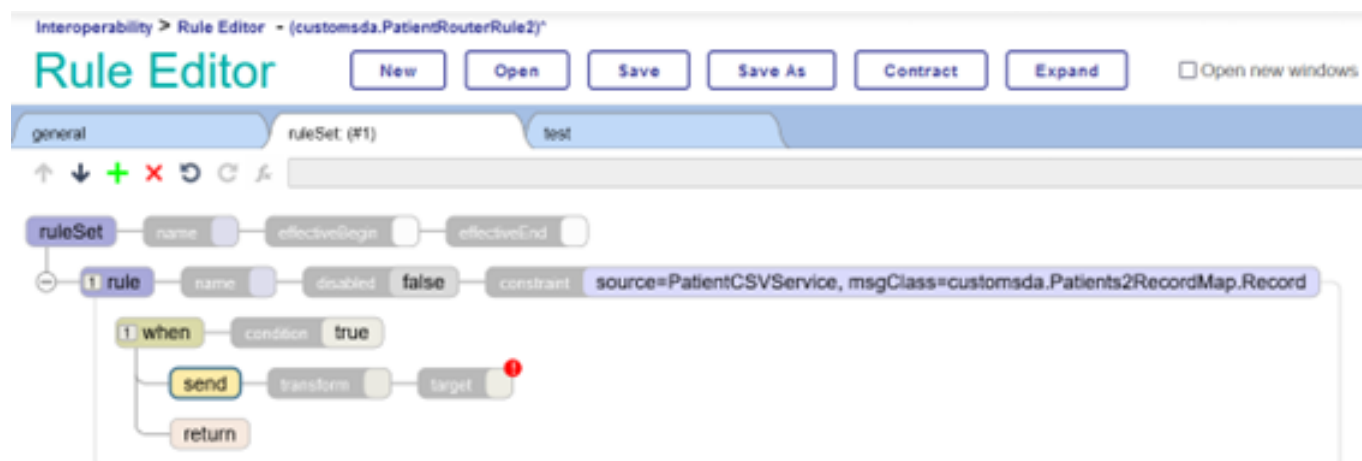 Interoperability > Rule Editor - (customsda.PatientRouterRule2)*
Rule Editor New Open Save Save As Contract Expand Open new windows
general ruleSet: (#1) test
fx
ruleSet name effectiveBegin effectiveEnd
1 rule name disabled false constraint source=PatientCSVService, msgClass=customsda.Patients2RecordMap.Record
1 when condition true
send transform target !
return